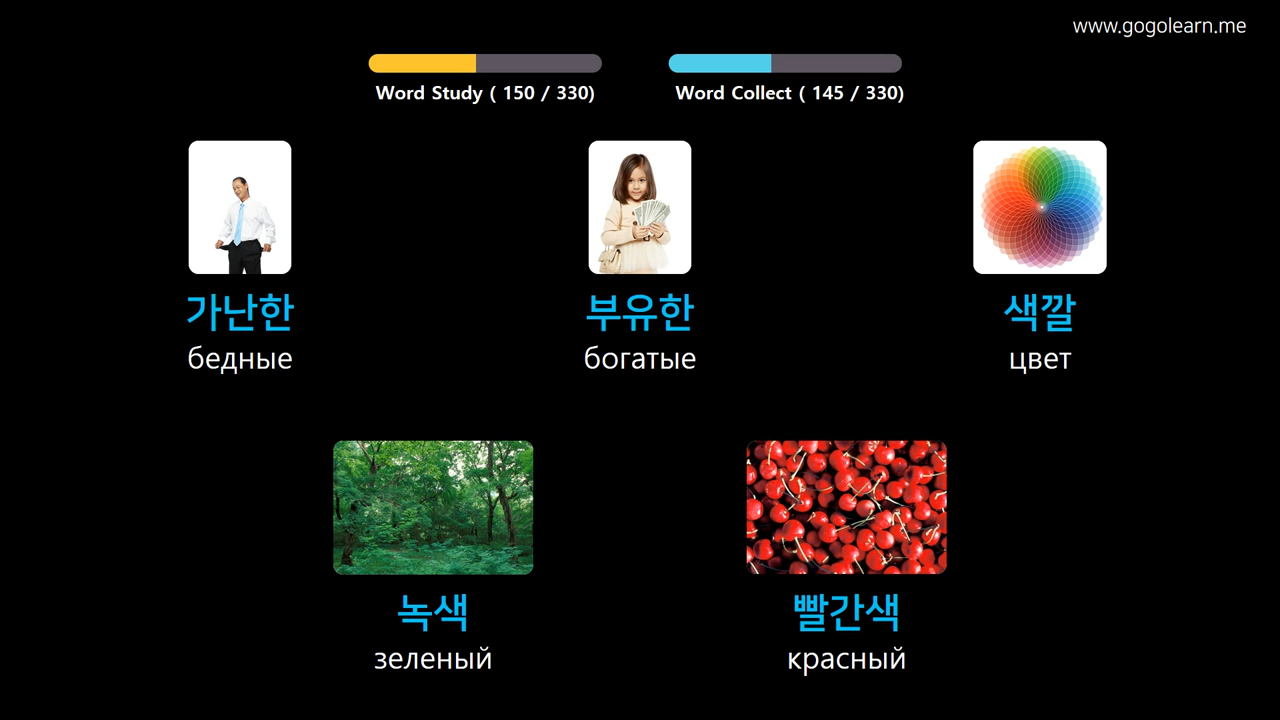 www.gogolearn.me
Word Study ( 150 / 330)
Word Collect ( 145 / 330)
가난한
бедные
부유한
богатые
색깔
цвет
녹색
зеленый
빨간색
красный